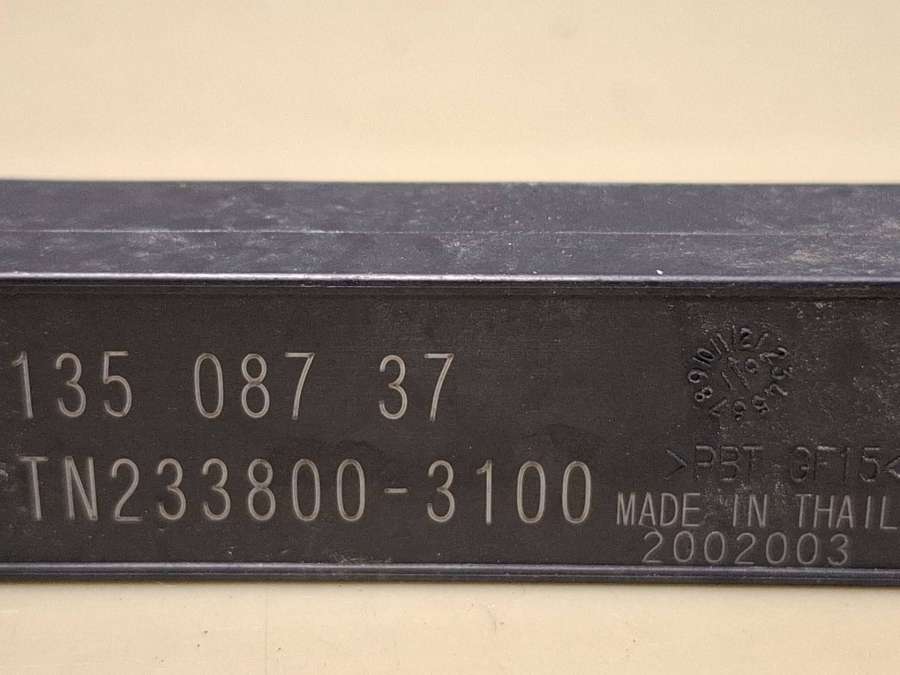 135 087 37
TN233800-3100
>PBT GF15<
MADE IN THAIL
2002003